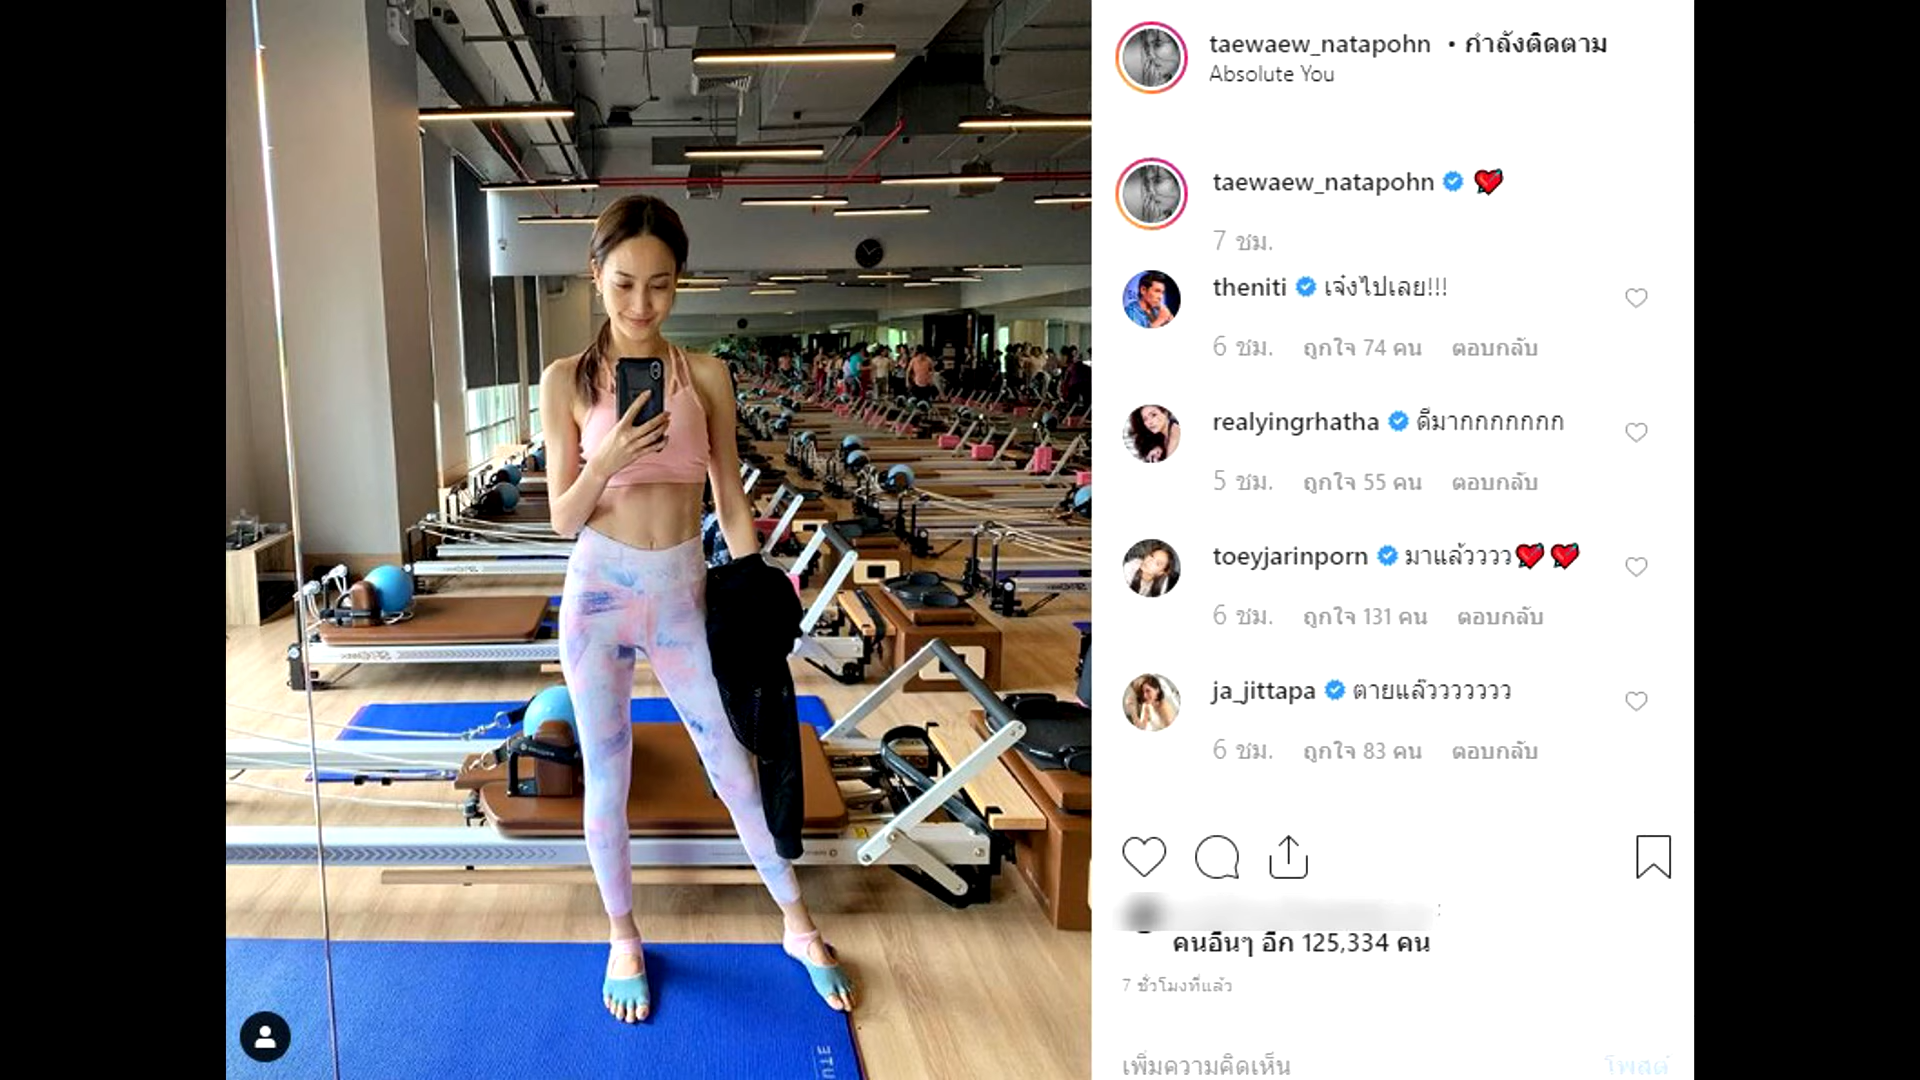 taewaew_natapohn • กำลังติดตาม
Absolute You
taewaew_natapohn
7 ชม.
theniti เจ๋งไปเลย!!!
6 ชม. ถูกใจ 74 คน ตอบกลับ
realyingrhatha ดีมากกกกกกก
5 ชม. ถูกใจ 55 คน ตอบกลับ
toeyjarinporn มาแล้วววว
6 ชม. ถูกใจ 131 คน ตอบกลับ
ja_jittapa ตายแล๊ววววววว
6 ชม. ถูกใจ 83 คน ตอบกลับ
คนอื่นๆ อีก 125,334 คน
7 ชั่วโมงที่แล้ว
เพิ่มความคิดเห็น
โพสต์